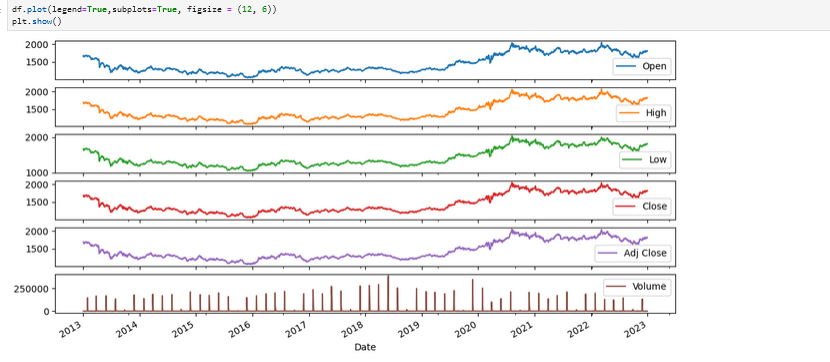 df.plot(legend=True,subplots=True, figsize = (12, 6))
plt.show()
2000
1500
Open
2000
1500
High
2000
1000
Low
2000
1500
Close
2000
1500
Adj Close
250000
0
Volume
2013 2014 2015 2016 2017 2018 2019 2020 2021 2022 2023
Date